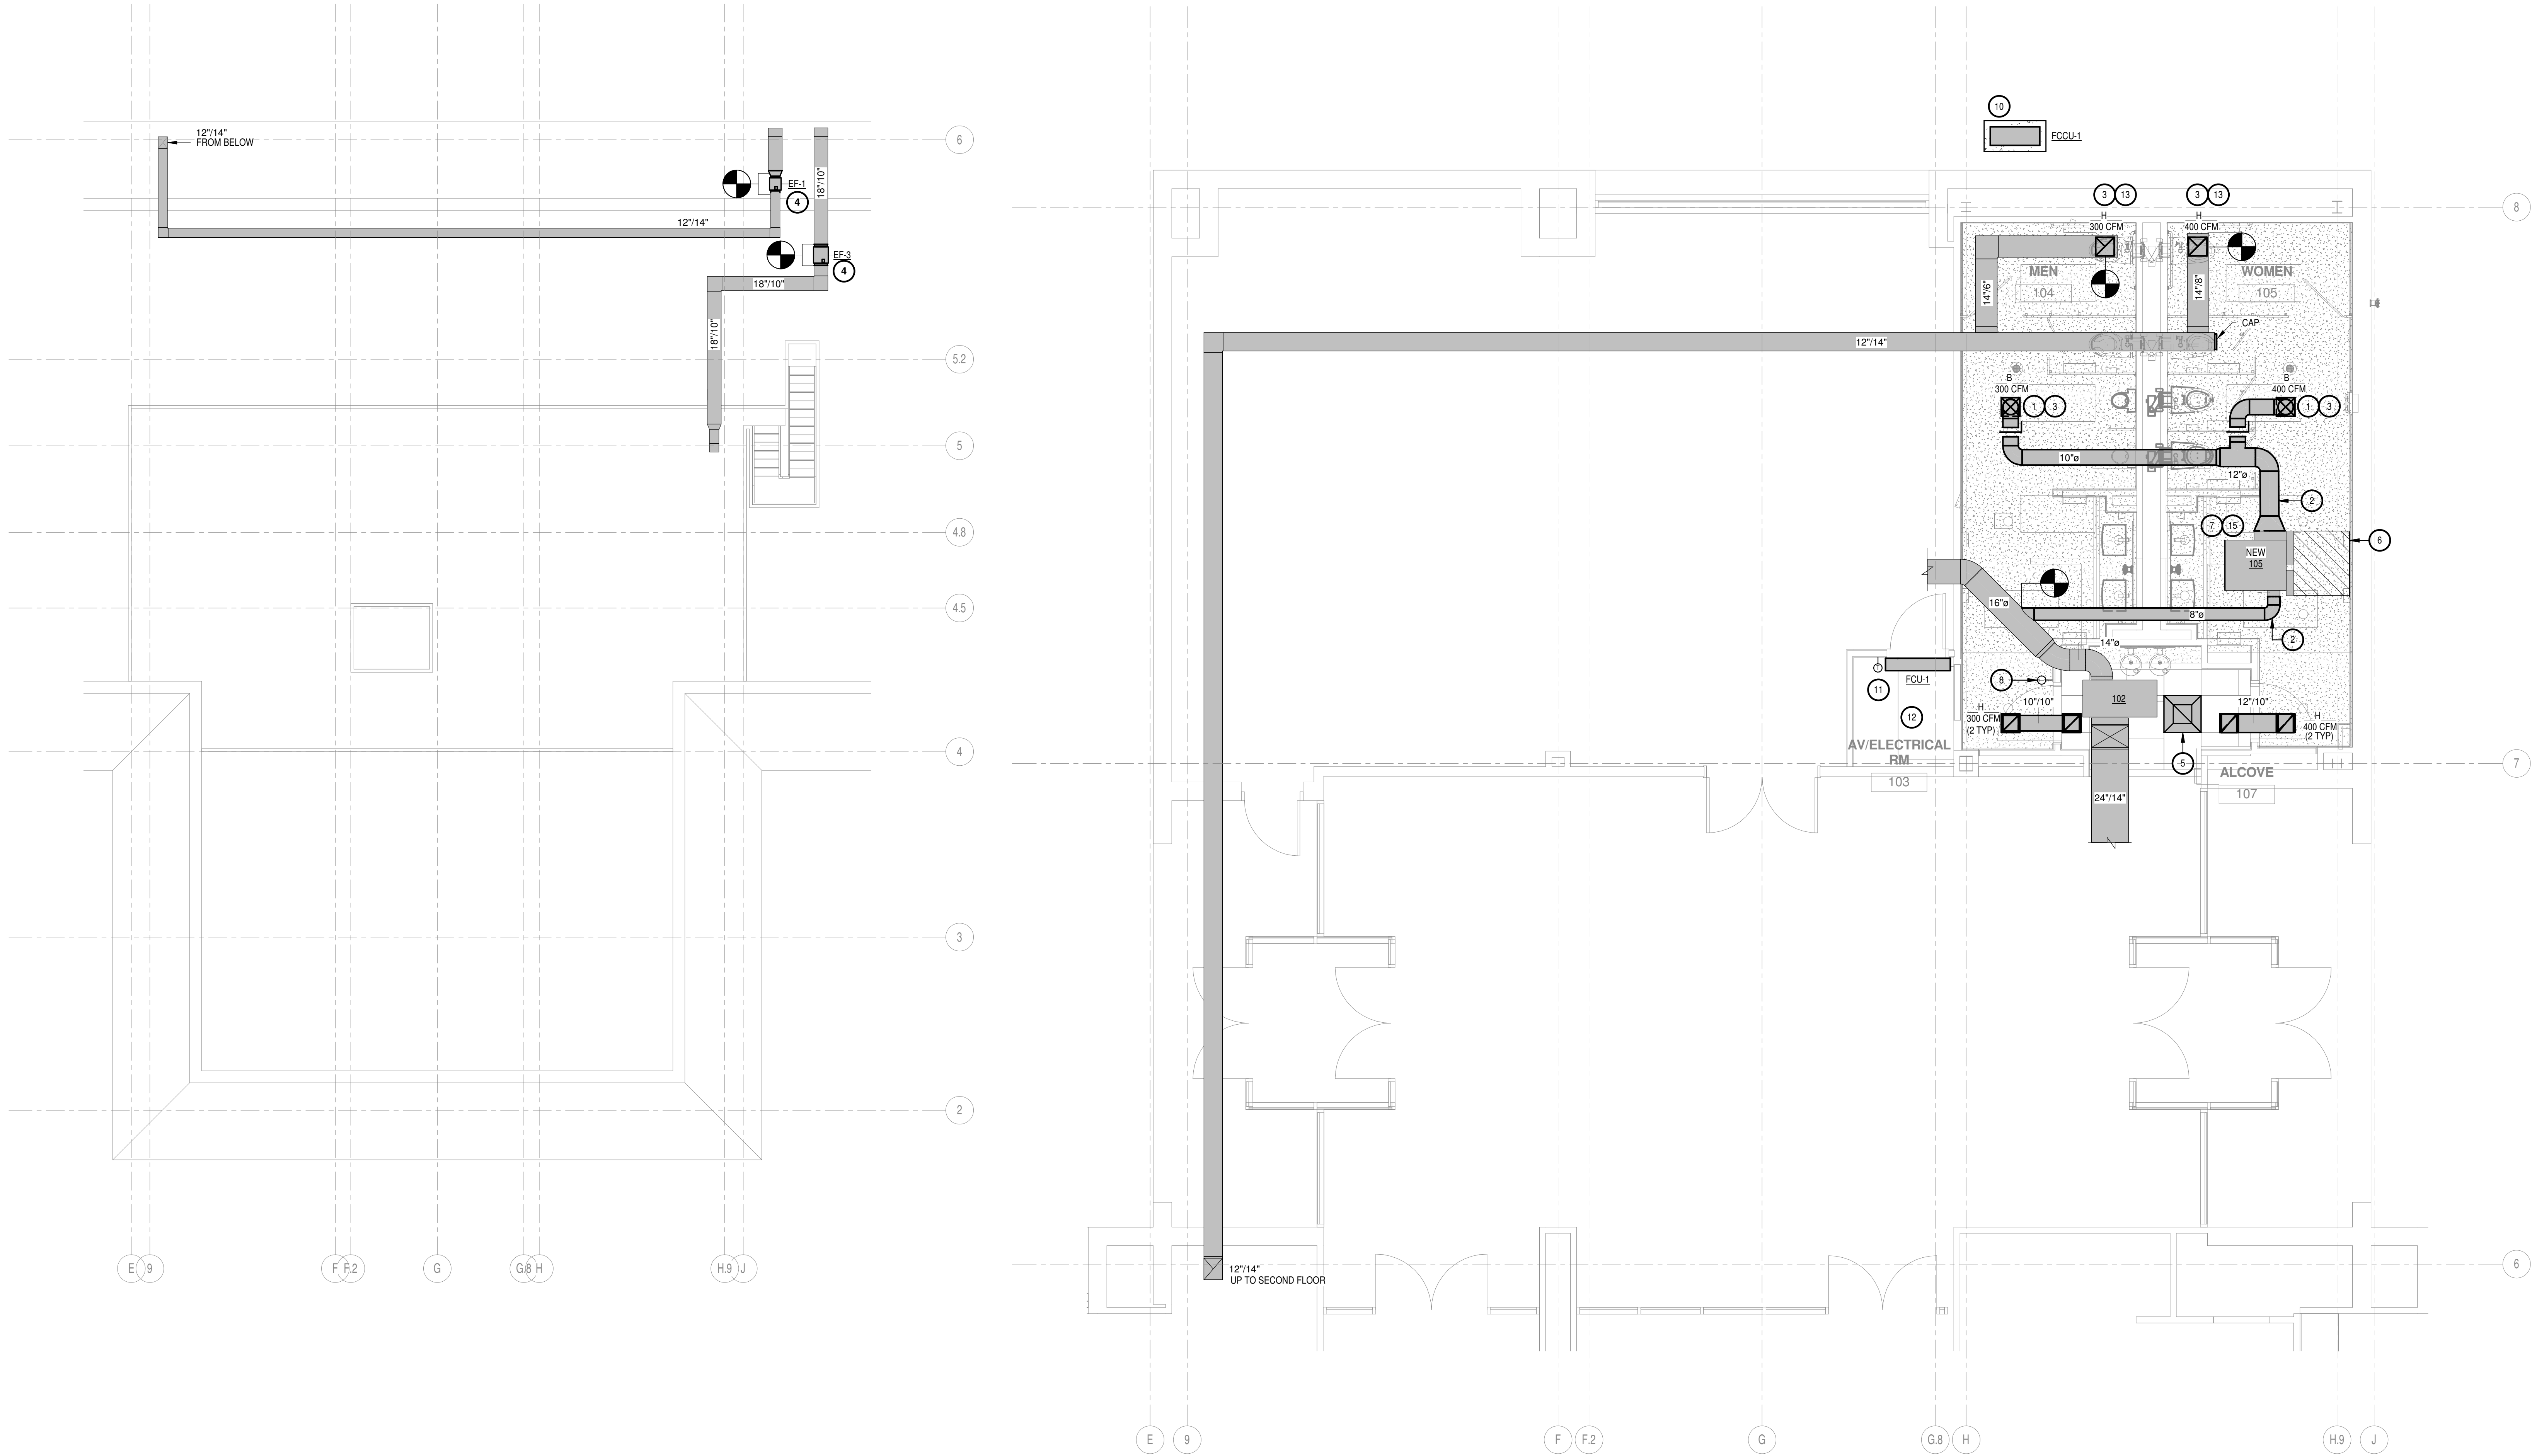 12"/14"
FROM BELOW
6
EF-1
4
18"/10"
12"/14"
EF-3
4
18"/10"
18"/10"
5.2
5
4.8
4.5
4
3
2
E
9
F
F.2
G
G.8
H
H.9
J
10
FCCU-1
3
13
3
13
8
H
300 CFM
H
400 CFM
MEN
104
WOMEN
105
14"/6"
14"/8"
CAP
12"/14"
B
300 CFM
1
3
B
400 CFM
1
3
10"ø
12"ø
2
7
15
6
NEW
105
16"ø
8"ø
2
14"ø
11
FCU-1
8
12
102
10"/10"
12"/10"
H
300 CFM
(2 TYP)
H
400 CFM
(2 TYP)
AV/ELECTRICAL
RM
103
5
7
ALCOVE
107
24"/14"
12"/14"
UP TO SECOND FLOOR
6
E
9
F
F.2
G
G.8
H
H.9
J